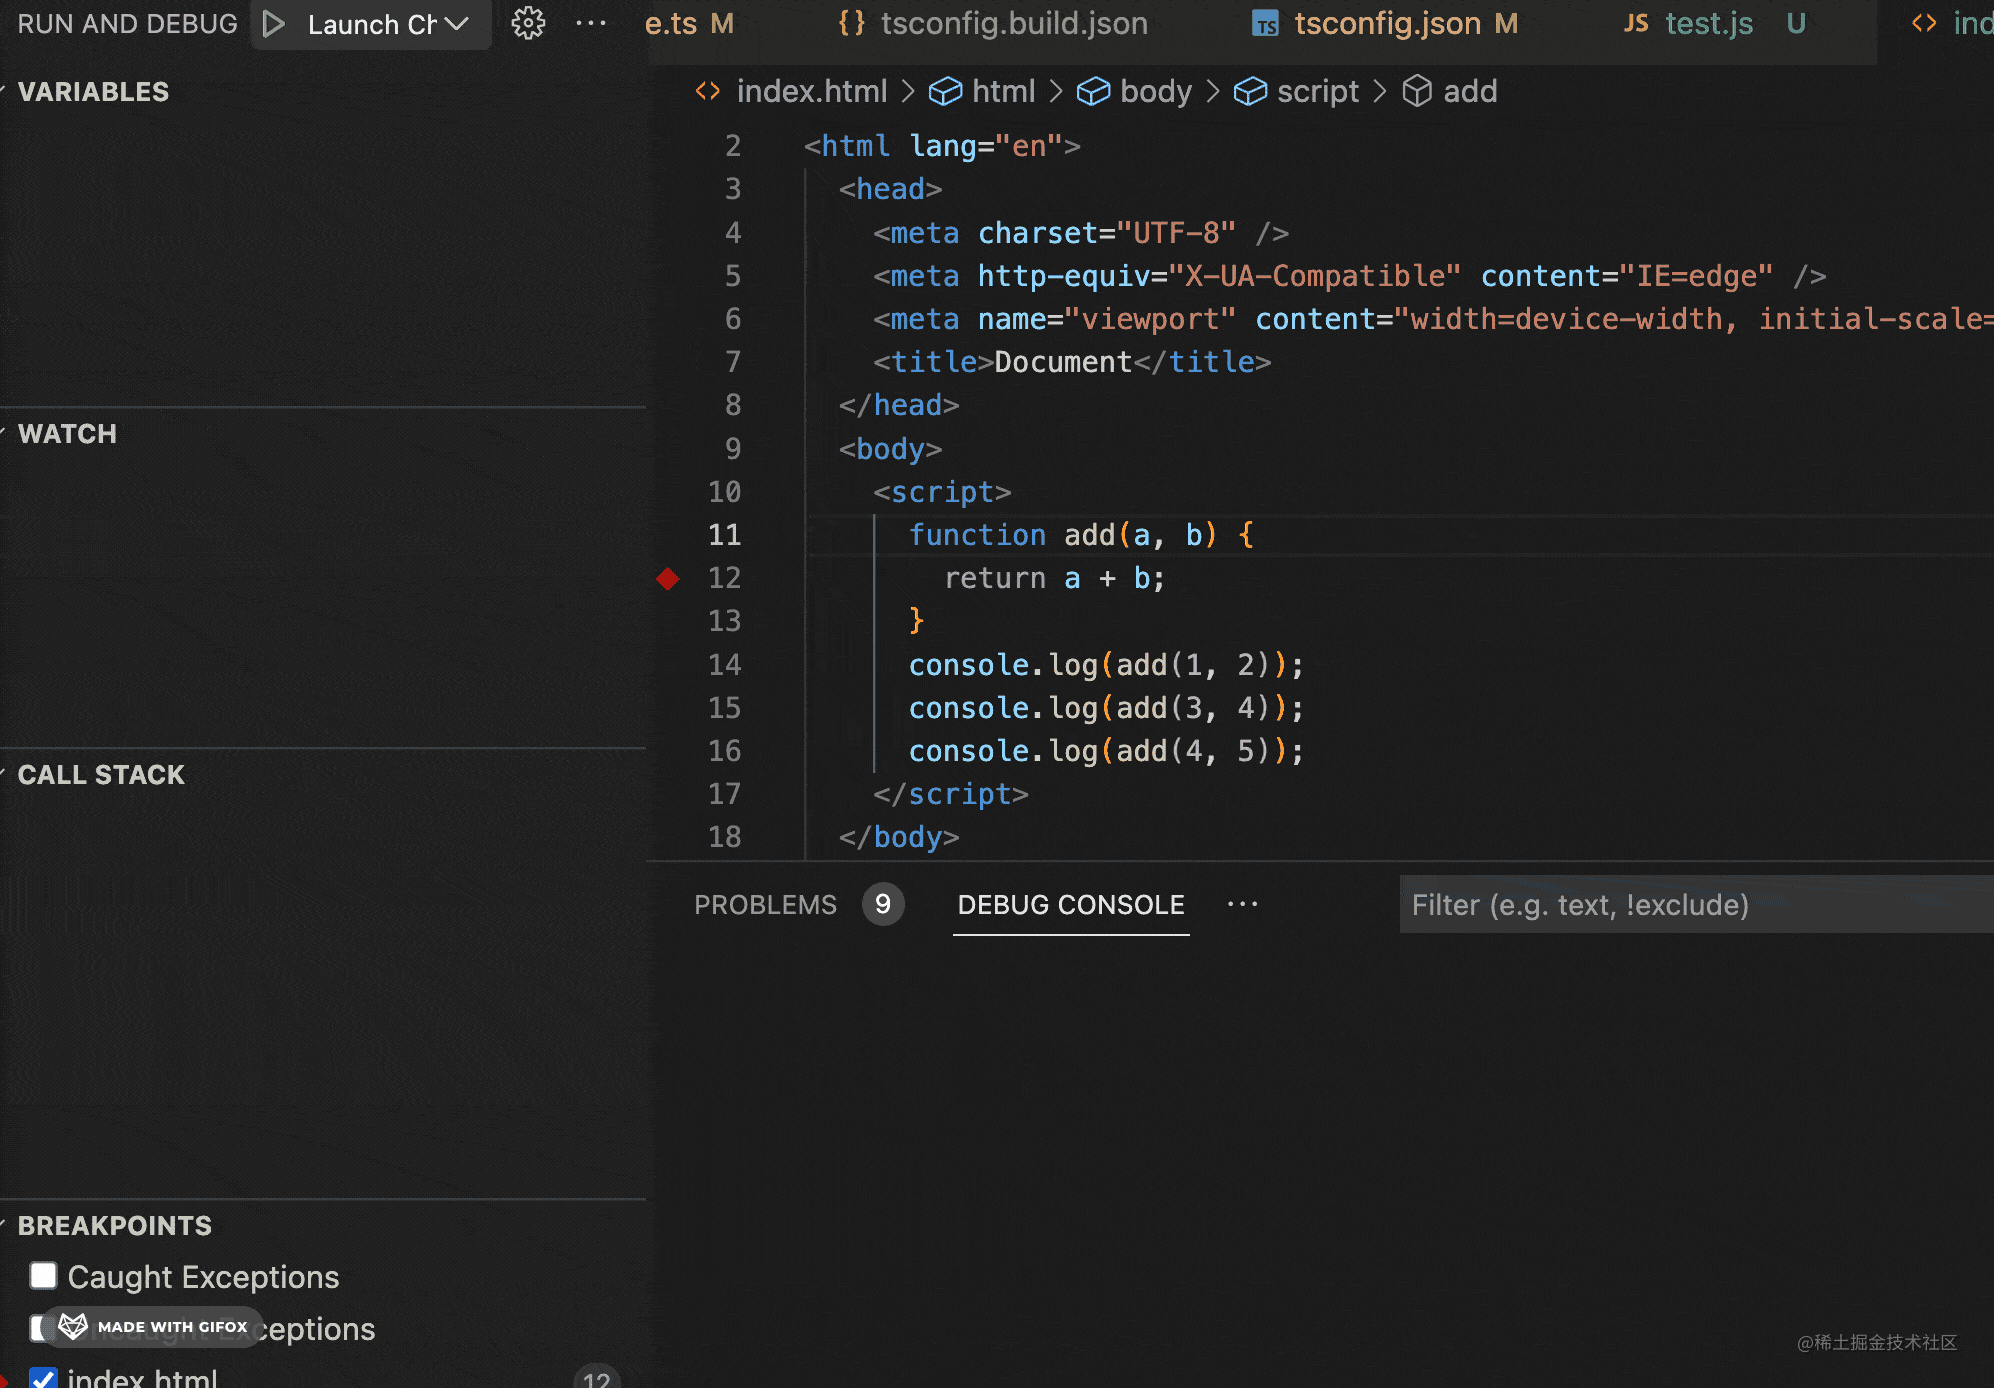 RUN AND DEBUG Launch Ch
VARIABLES
WATCH
CALL STACK
BREAKPOINTS
Caught Exceptions
MADE WITH GIFOX ceptions
index.html 12
e.ts M {} tsconfig.build.json TS tsconfig.json M JS test.js U <> ind
<> index.html > html > body > script > add
2 <html lang="en">
3 <head>
4 <meta charset="UTF-8" />
5 <meta http-equiv="X-UA-Compatible" content="IE=edge" />
6 <meta name="viewport" content="width=device-width, initial-scale=
7 <title>Document</title>
8 </head>
9 <body>
10 <script>
11 function add(a, b) {
12 return a + b;
13 }
14 console.log(add(1, 2));
15 console.log(add(3, 4));
16 console.log(add(4, 5));
17 </script>
18 </body>
PROBLEMS 9 DEBUG CONSOLE ··· Filter (e.g. text, !exclude)
@稀土掘金技术社区